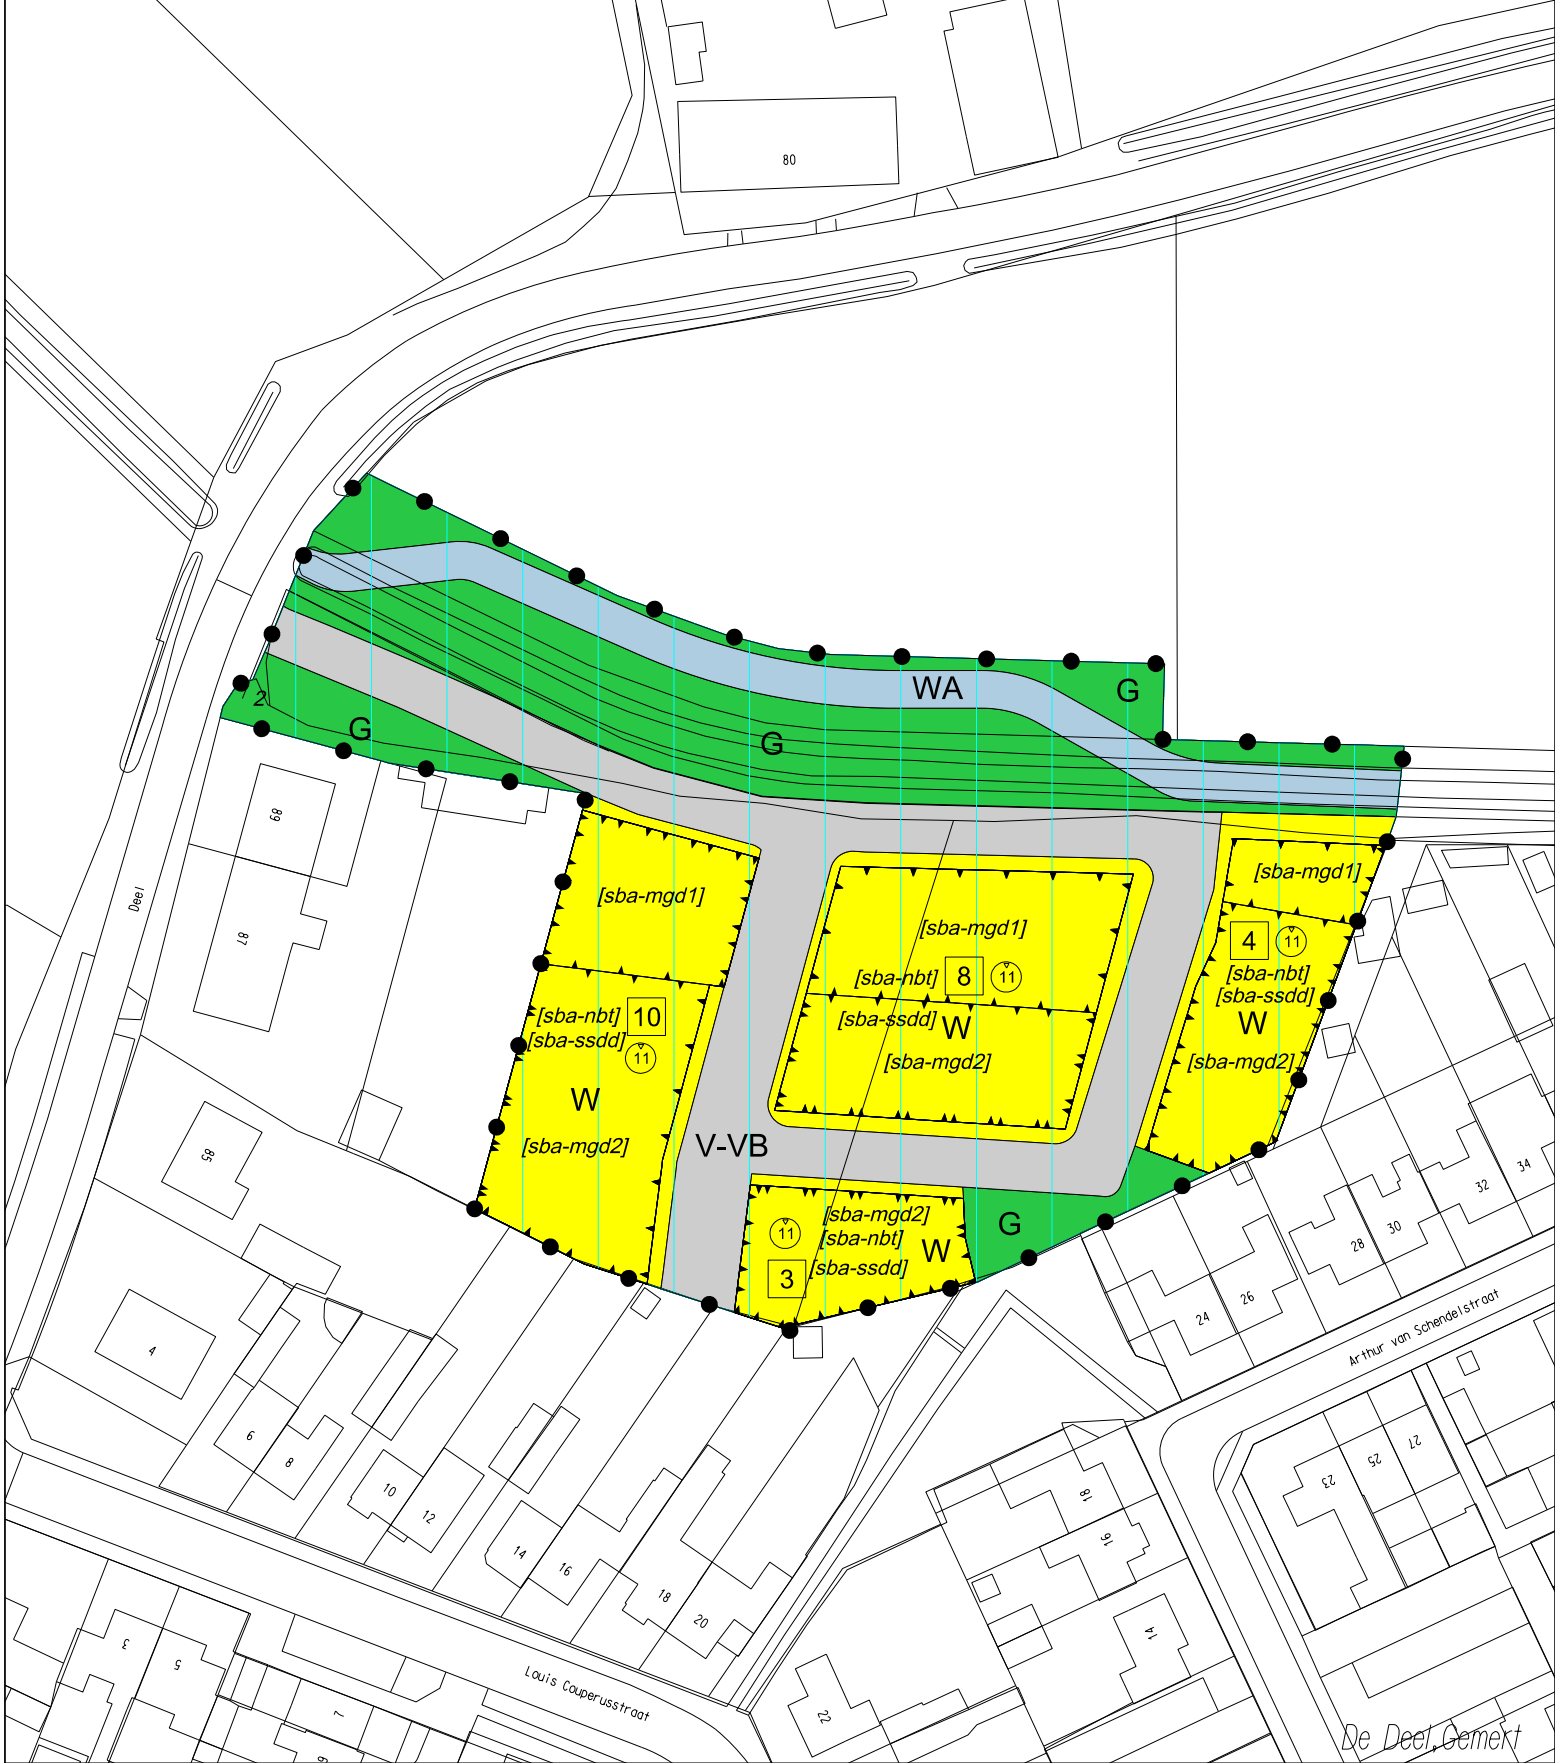 80
WA
G
2
G
G
89
87
Deel
[sba-mgd1]
[sba-mgd1]
[sba-mgd1]
4
11
[sba-nbt]
8
11
[sba-nbt]
[sba-ssdd]
[sba-nbt]
10
[sba-ssdd]
W
W
[sba-ssdd]
11
[sba-mgd2]
[sba-mgd2]
W
[sba-mgd2]
V-VB
85
34
32
30
28
26
24
11
[sba-mgd2]
[sba-nbt]
G
W
[sba-ssdd]
3
Arthur van Schendelstraat
4
6
8
10
12
14
16
18
20
22
18
16
14
23
25
27
Louis Couperusstraat
3
5
7
9
De Deel,Gemert